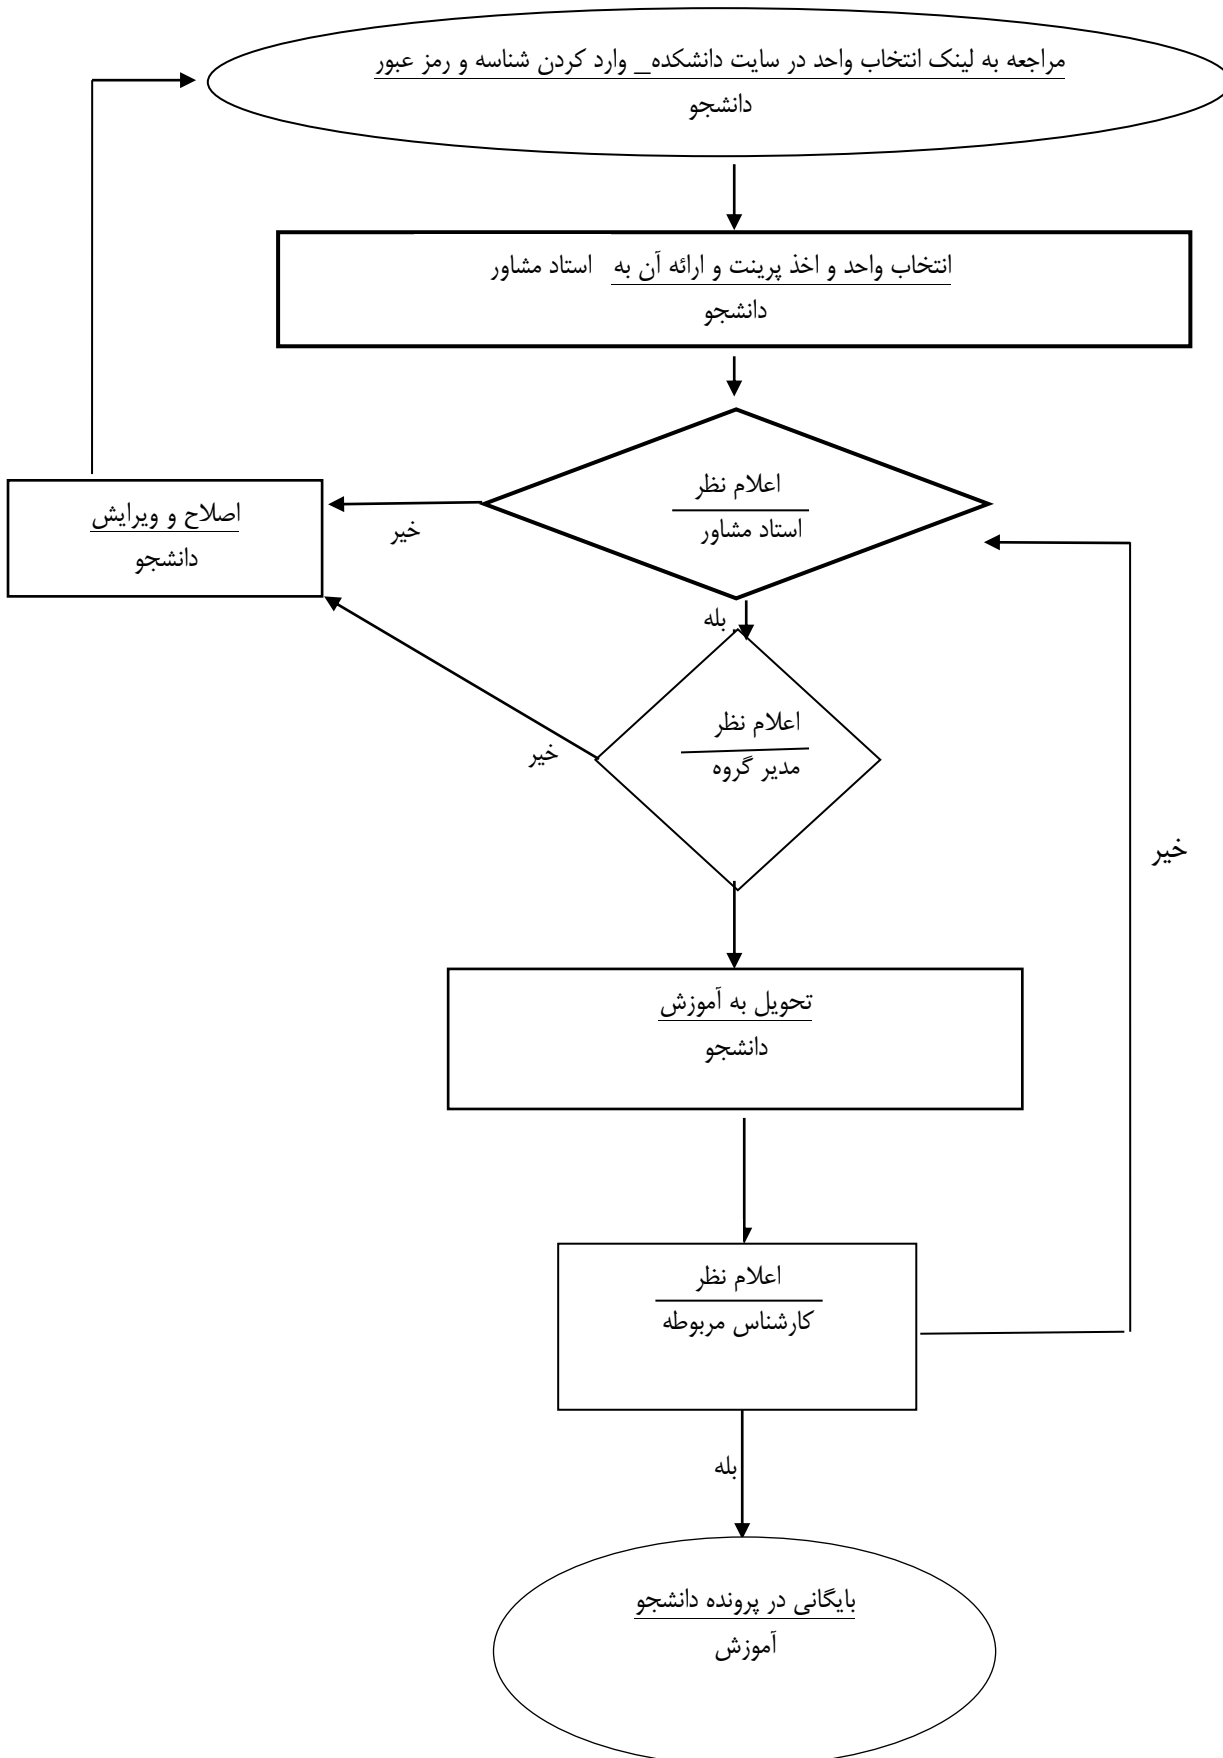 مراجعه به لینک انتخاب واحد در سایت دانشکده_ وارد کردن شناسه و رمز عبور
دانشجو
انتخاب واحد و اخذ پرینت و ارائه آن به استاد مشاور
دانشجو
اعلام نظر
استاد مشاور
خیر
اصلاح و ویرایش
دانشجو
بله
اعلام نظر
مدیر گروه
خیر
خیر
تحویل به آموزش
دانشجو
اعلام نظر
کارشناس مربوطه
بله
بایگانی در پرونده دانشجو
آموزش